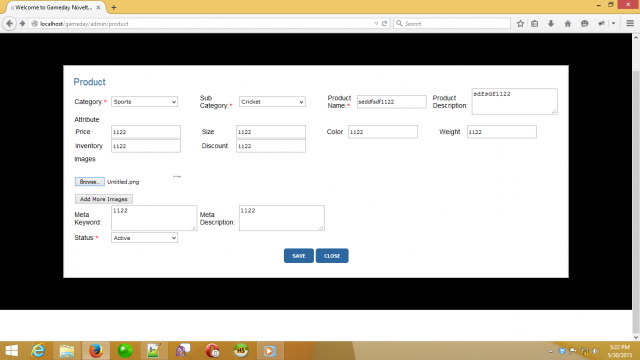 :: Welcome to Gameday Novelt...
localhost/gameday/admin/product
Search
Product
Category:* Sports Sub Category:* Cricket Product Name:* seddfsdf1122 Product Description: sdfsdf1122
Attribute
Price 1122 Size 1122 Color 1122 Weight 1122
Inventory 1122 Discount 1122
Images
Browse.. Untitled.png
Add More Images
Meta Keyword: 1122 Meta Description: 1122
Status:* Active
SAVE CLOSE
5:22 PM
5/30/2015